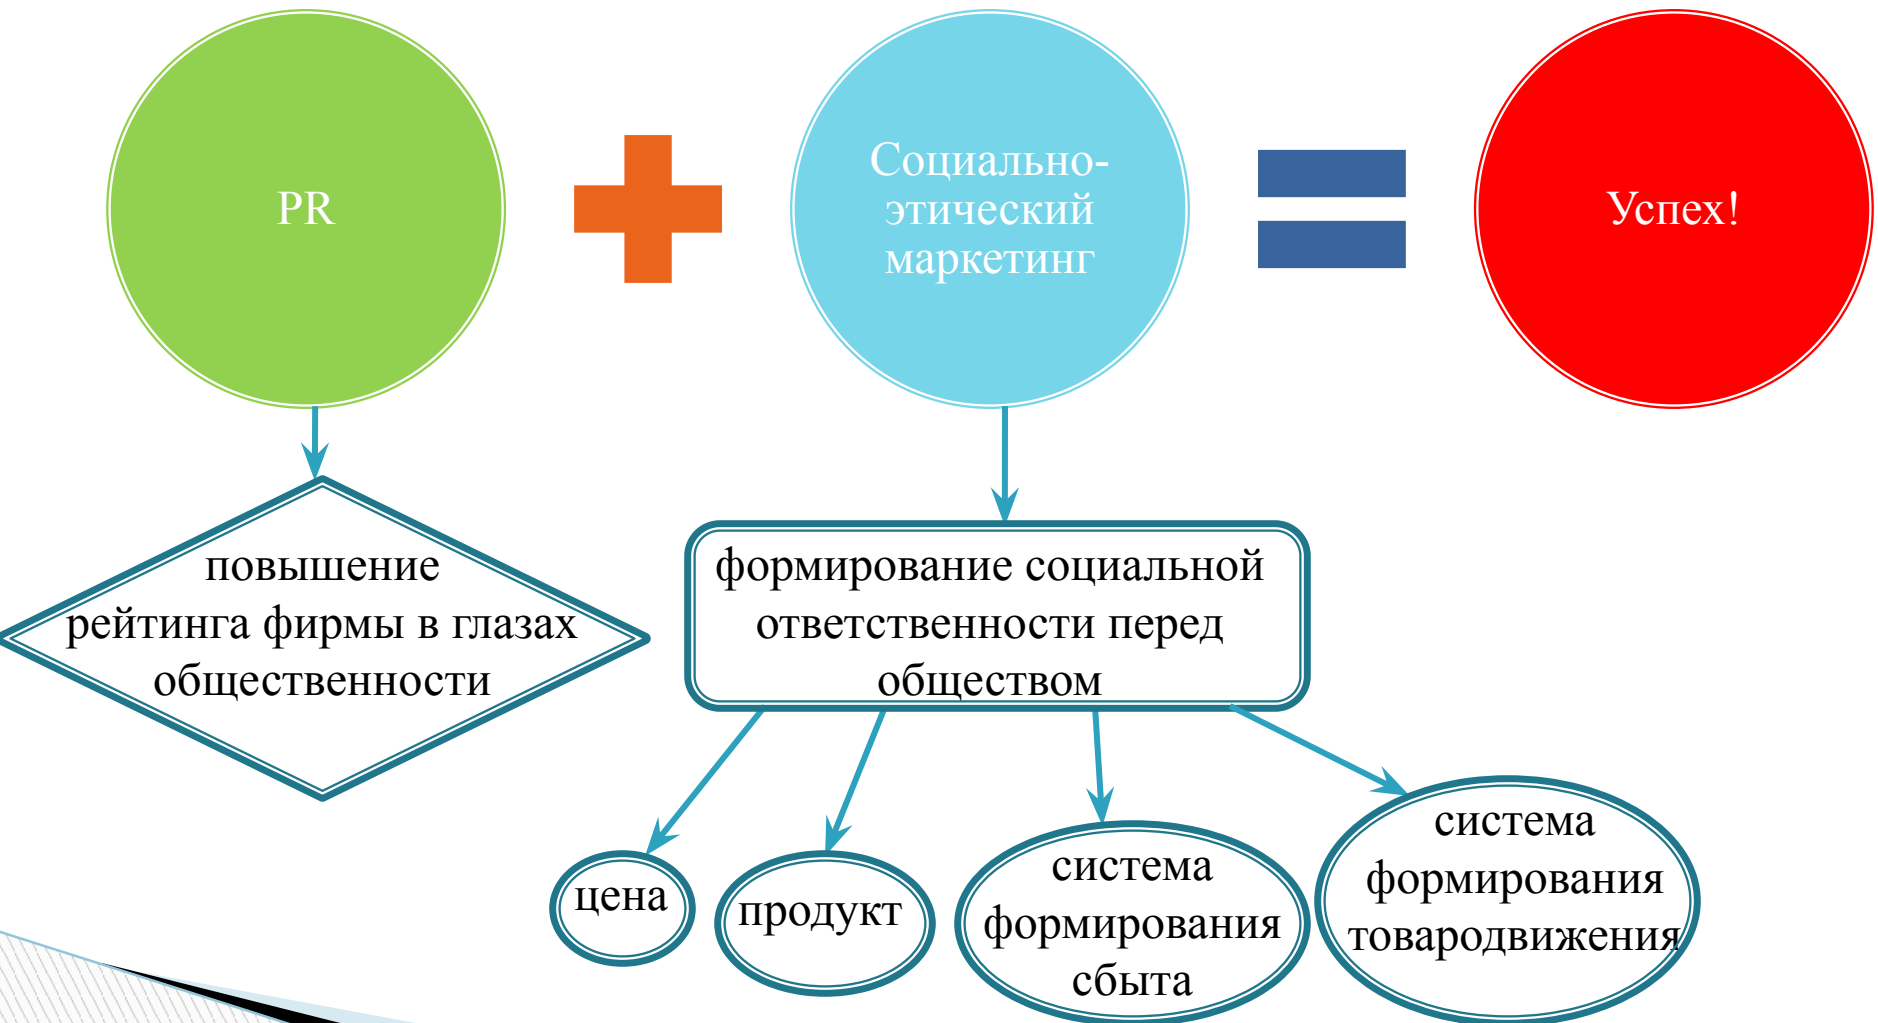 PR
Социально-
этический
маркетинг
Успех!
повышение
рейтинга фирмы в глазах
общественности
формирование социальной
ответственности перед
обществом
цена
продукт
система
формирования
сбыта
система
формирования
товародвижения